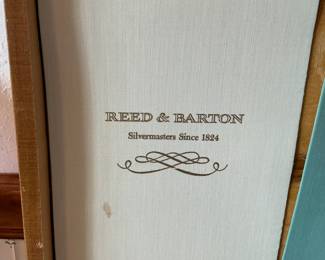 REED & BARTON
Silvermasters Since 1824